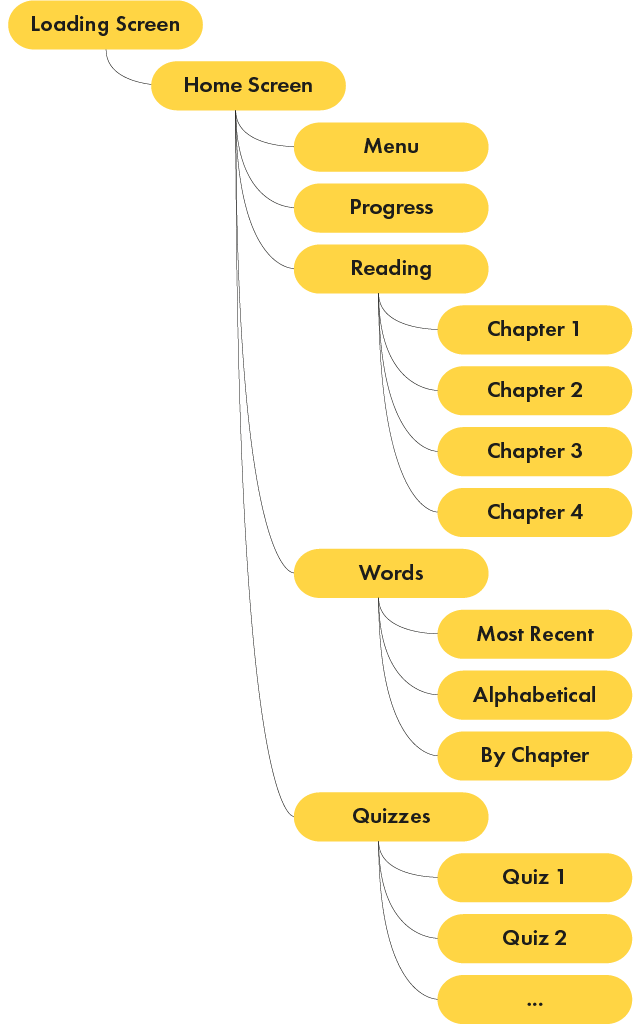 Loading Screen
Home Screen
Menu
Progress
Reading
Chapter 1
Chapter 2
Chapter 3
Chapter 4
Words
Most Recent
Alphabetical
By Chapter
Quizzes
Quiz 1
Quiz 2
...